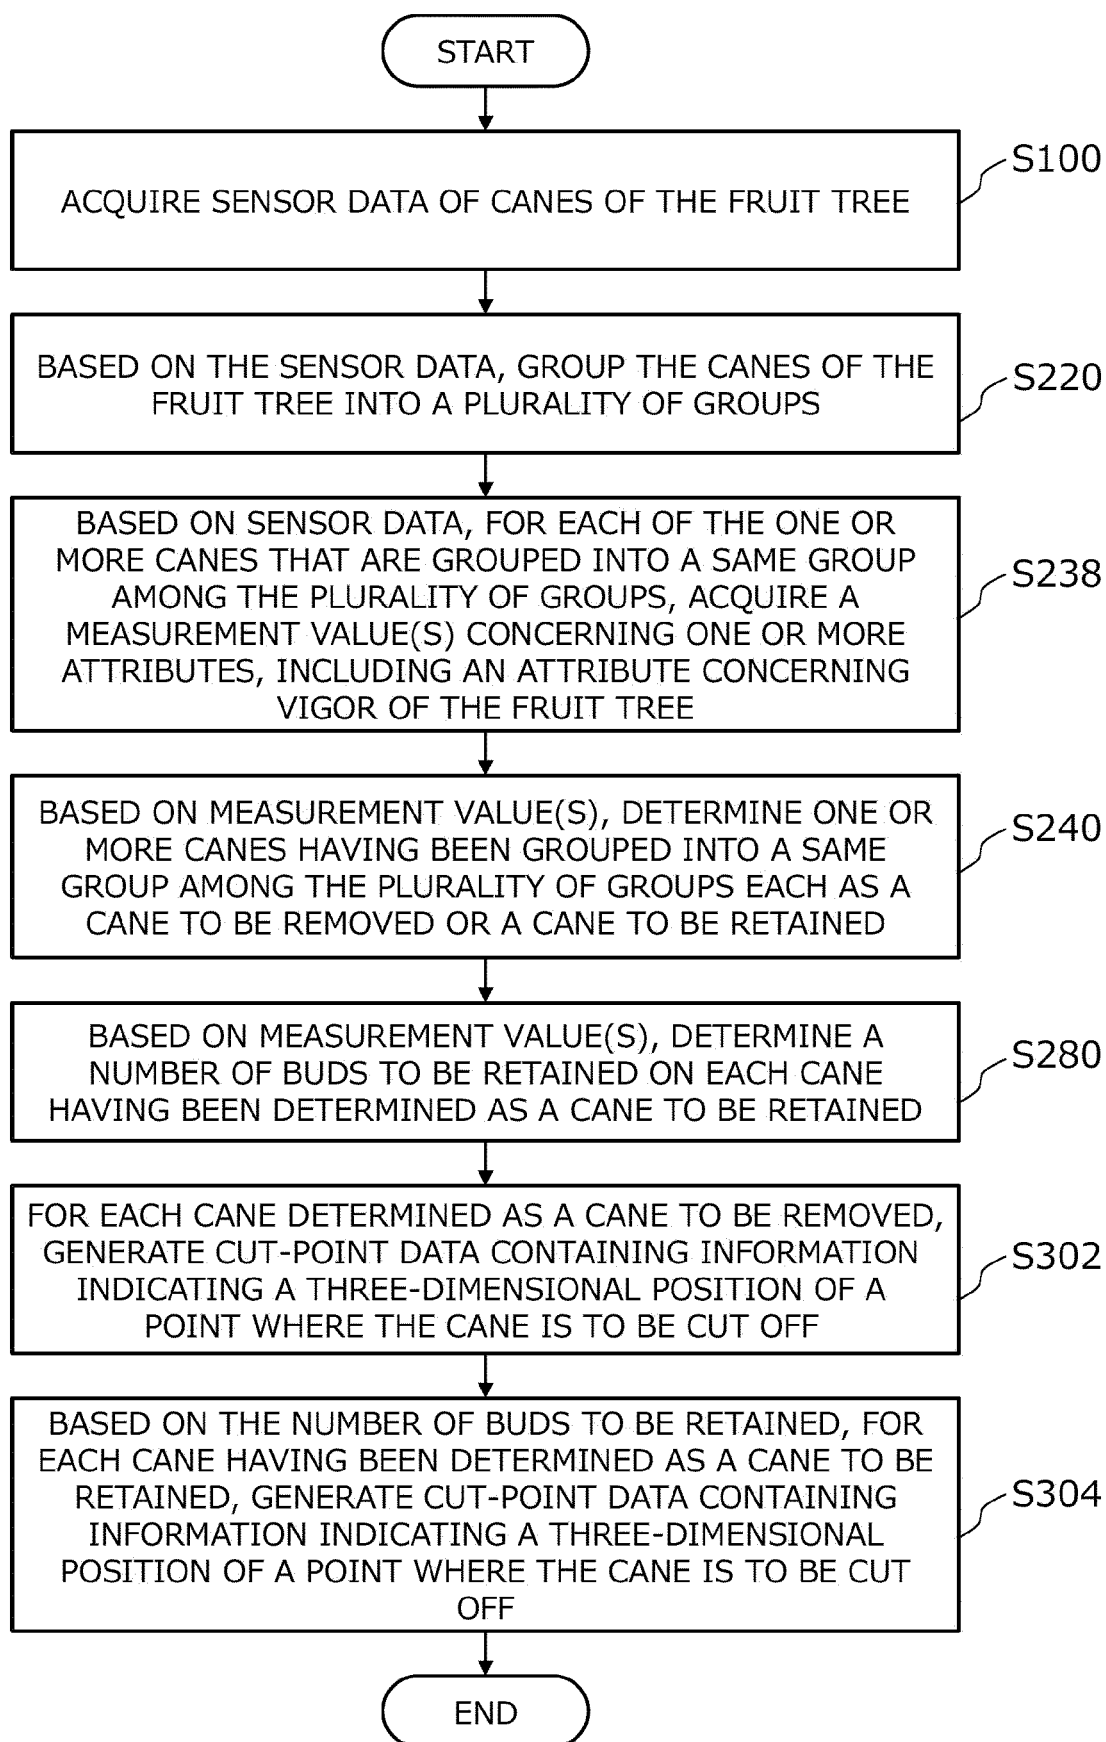 START
ACQUIRE SENSOR DATA OF CANES OF THE FRUIT TREE
S100
BASED ON THE SENSOR DATA, GROUP THE CANES OF THE
FRUIT TREE INTO A PLURALITY OF GROUPS
S220
BASED ON SENSOR DATA, FOR EACH OF THE ONE OR
MORE CANES THAT ARE GROUPED INTO A SAME GROUP
AMONG THE PLURALITY OF GROUPS, ACQUIRE A
MEASUREMENT VALUE(S) CONCERNING ONE OR MORE
ATTRIBUTES, INCLUDING AN ATTRIBUTE CONCERNING
VIGOR OF THE FRUIT TREE
S238
BASED ON MEASUREMENT VALUE(S), DETERMINE ONE OR
MORE CANES HAVING BEEN GROUPED INTO A SAME
GROUP AMONG THE PLURALITY OF GROUPS EACH AS A
CANE TO BE REMOVED OR A CANE TO BE RETAINED
S240
BASED ON MEASUREMENT VALUE(S), DETERMINE A
NUMBER OF BUDS TO BE RETAINED ON EACH CANE
HAVING BEEN DETERMINED AS A CANE TO BE RETAINED
S280
FOR EACH CANE DETERMINED AS A CANE TO BE REMOVED,
GENERATE CUT-POINT DATA CONTAINING INFORMATION
INDICATING A THREE-DIMENSIONAL POSITION OF A
POINT WHERE THE CANE IS TO BE CUT OFF
S302
BASED ON THE NUMBER OF BUDS TO BE RETAINED, FOR
EACH CANE HAVING BEEN DETERMINED AS A CANE TO BE
RETAINED, GENERATE CUT-POINT DATA CONTAINING
INFORMATION INDICATING A THREE-DIMENSIONAL
POSITION OF A POINT WHERE THE CANE IS TO BE CUT
OFF
S304
END